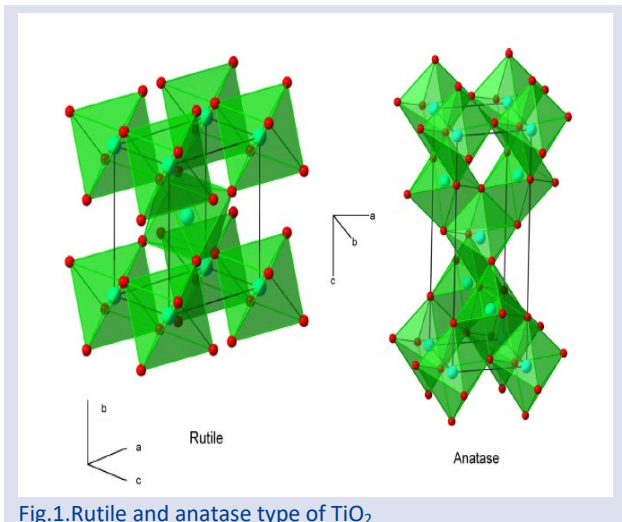 a
b
c
b
a
c
Rutile
Anatase
Fig.1.Rutile and anatase type of TiO₂